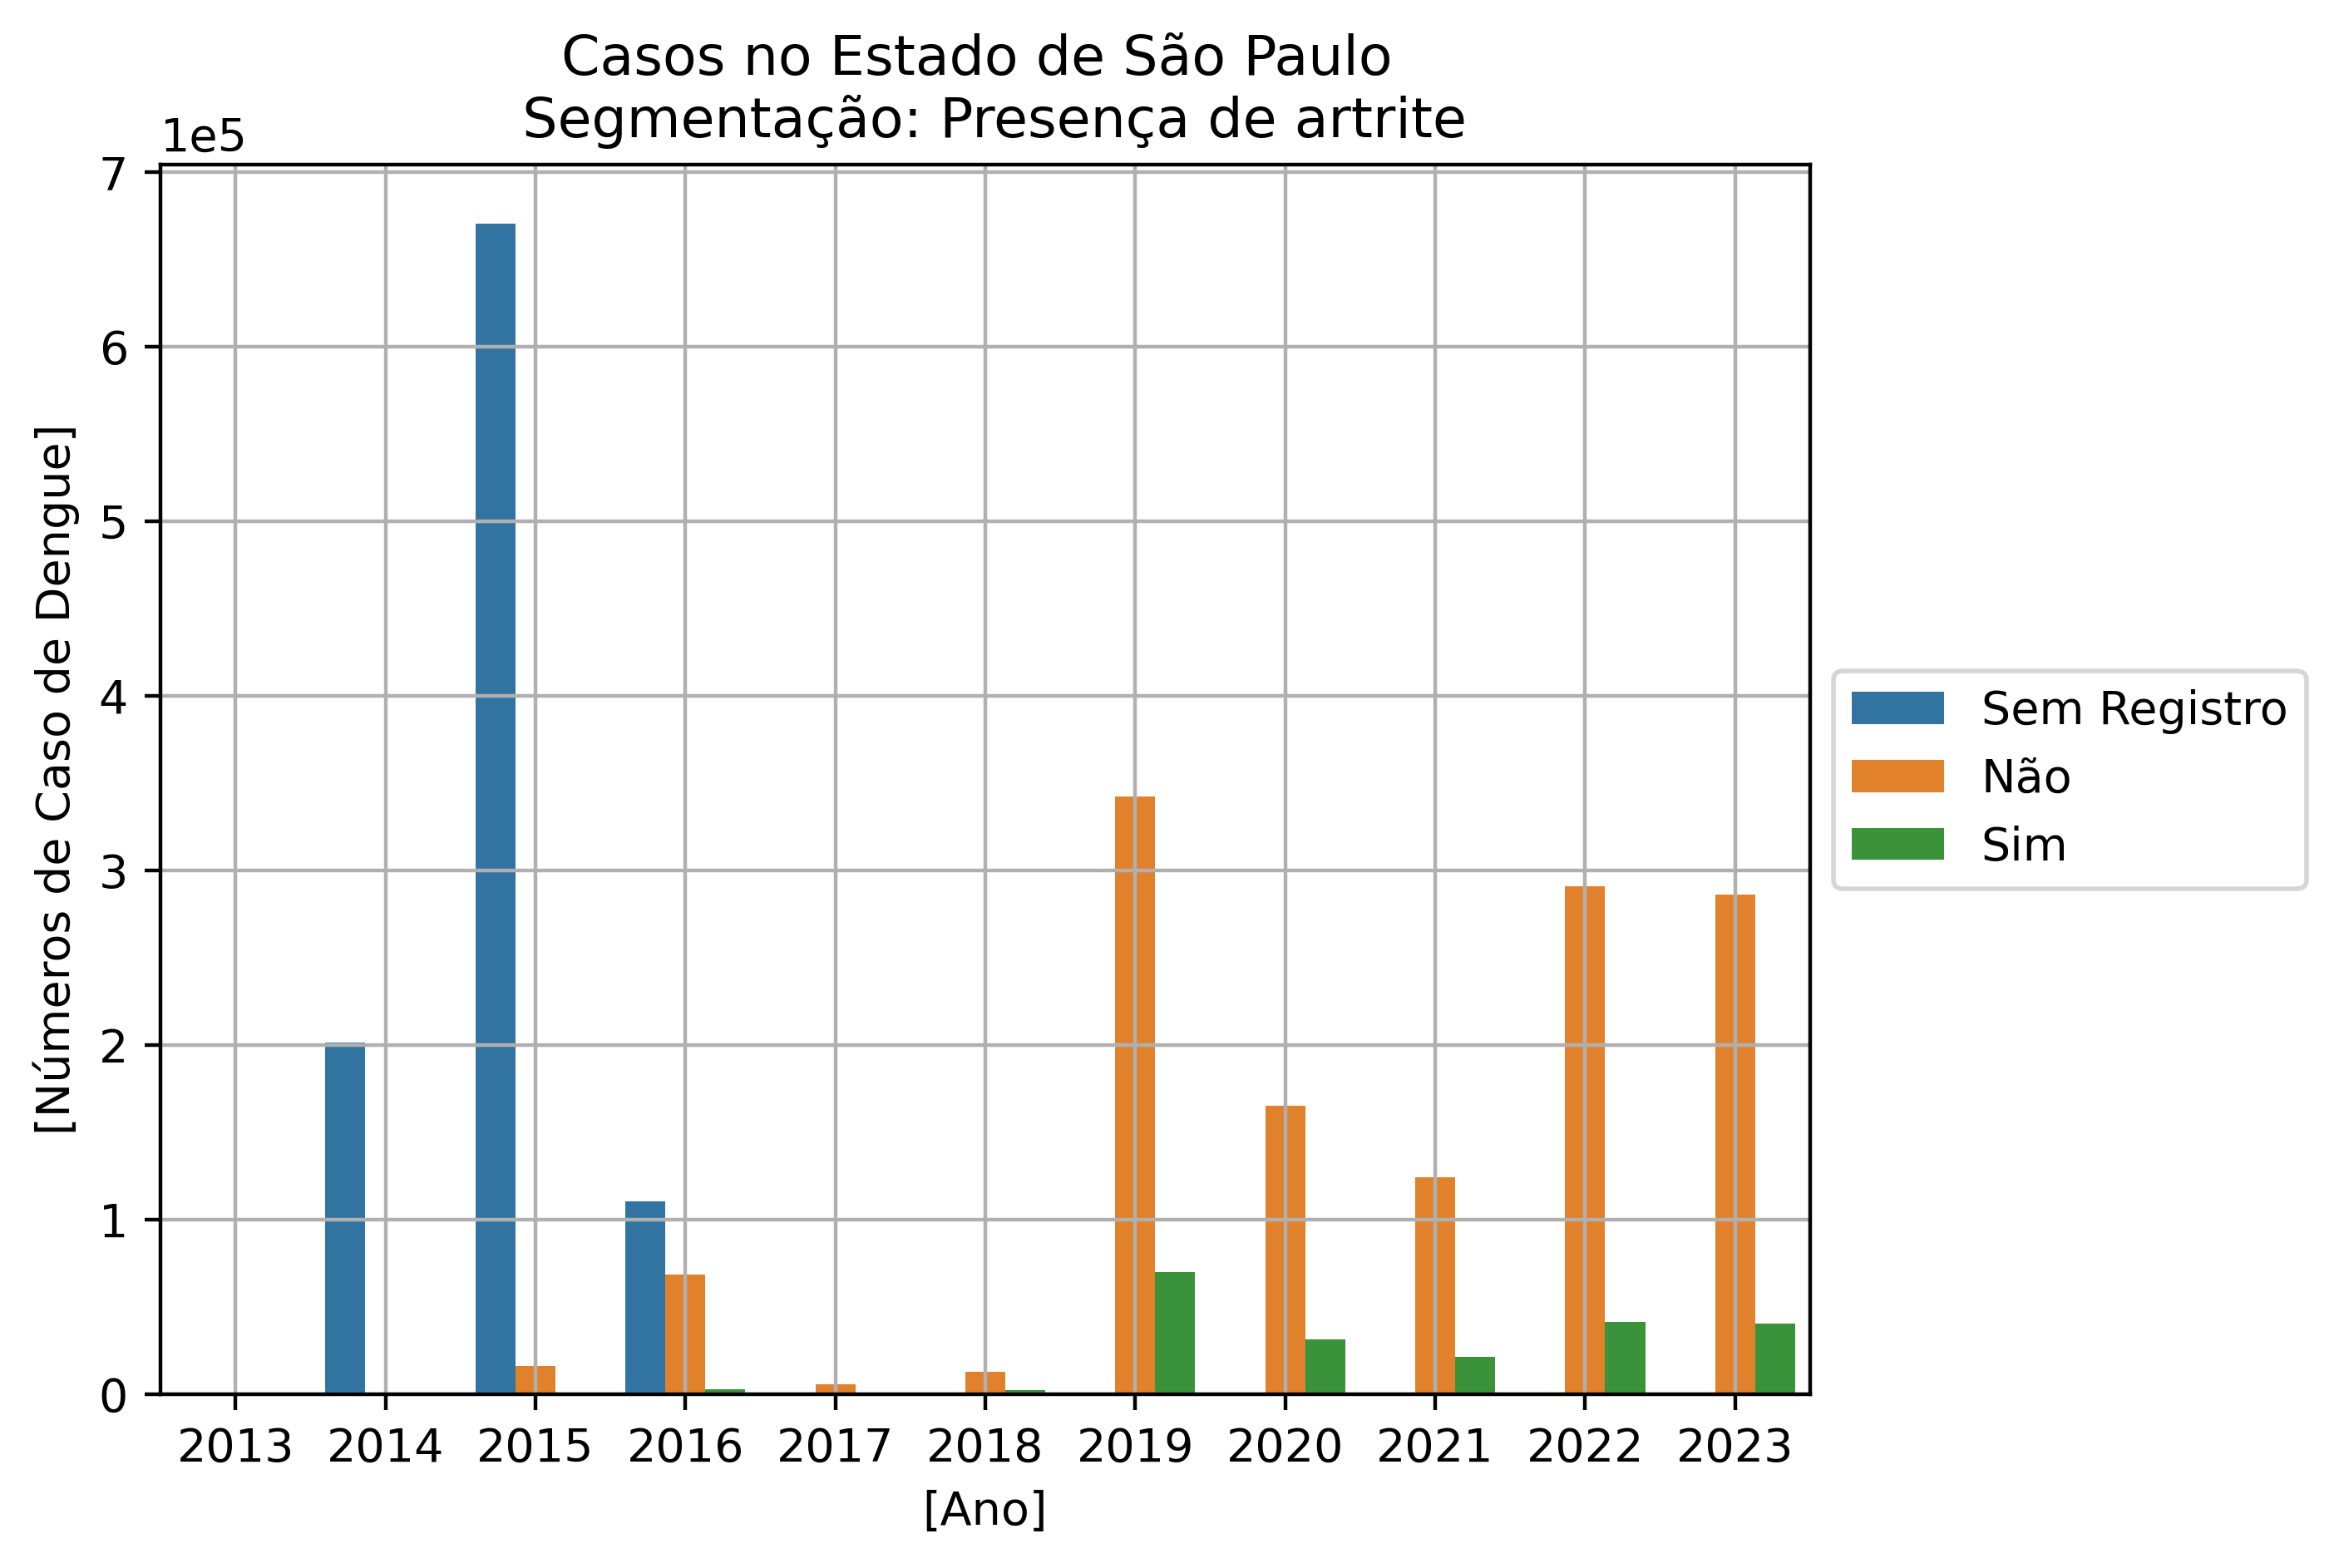 Casos no Estado de São Paulo
Segmentação: Presença de artrite
1e5
7
6
5
4
3
2
1
0
[Números de Caso de Dengue]
2013 2014 2015 2016 2017 2018 2019 2020 2021 2022 2023
[Ano]
Sem Registro
Não
Sim